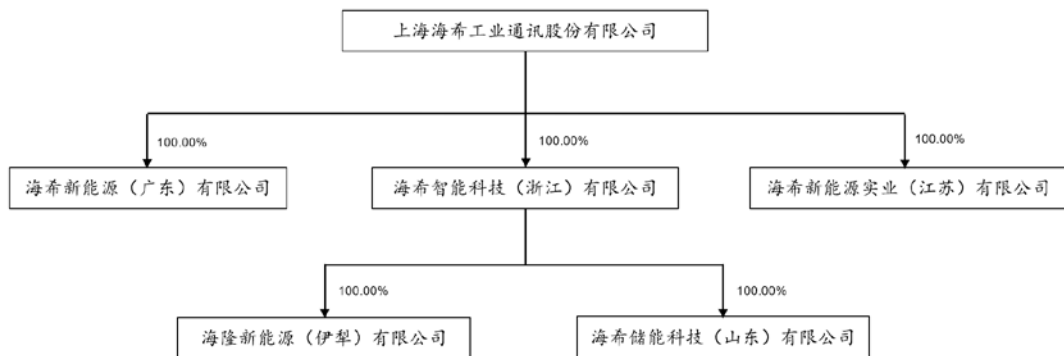 上海海希工业通讯股份有限公司
100.00%
100.00%
100.00%
海希新能源（广东）有限公司
海希智能科技（浙江）有限公司
海希新能源实业（江苏）有限公司
100.00%
100.00%
海隆新能源（伊犁）有限公司
海希储能科技（山东）有限公司